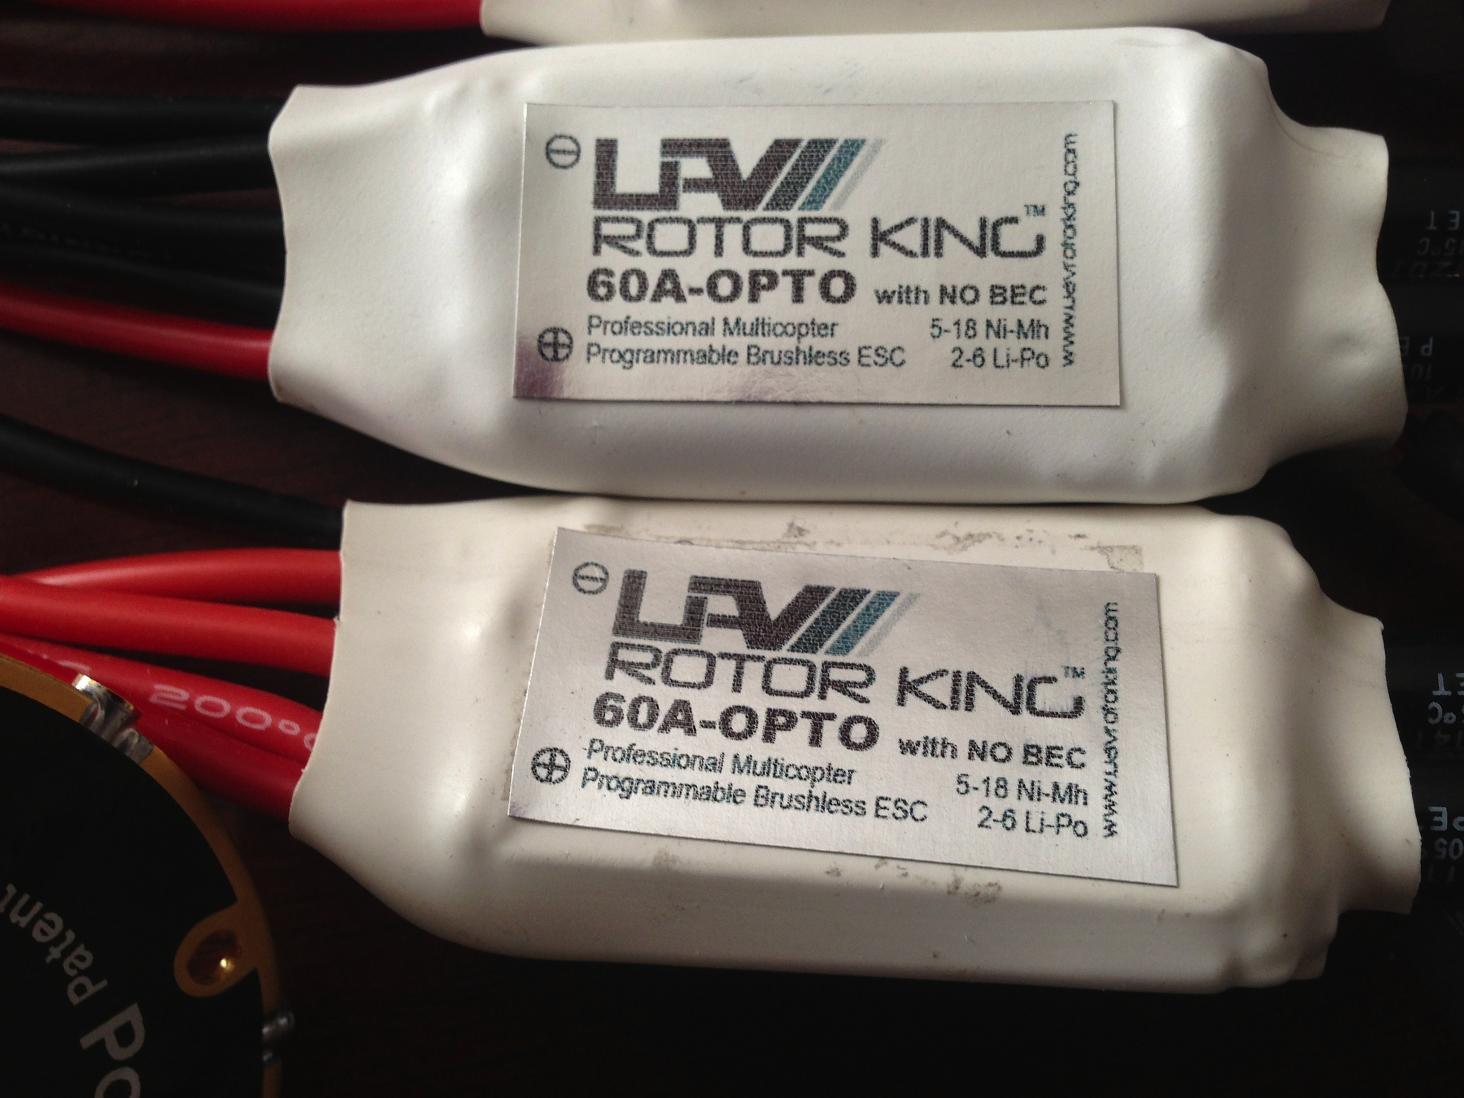 UAV
ROTOR KING™
60A-OPTO with NO BEC
Professional Multicopter 5-18 Ni-Mh
Programmable Brushless ESC 2-6 Li-Po
www.uavrotorking.com
UAV
ROTOR KING™
60A-OPTO with NO BEC
Professional Multicopter 5-18 Ni-Mh
Programmable Brushless ESC 2-6 Li-Po
www.uavrotorking.com
200°
Patent